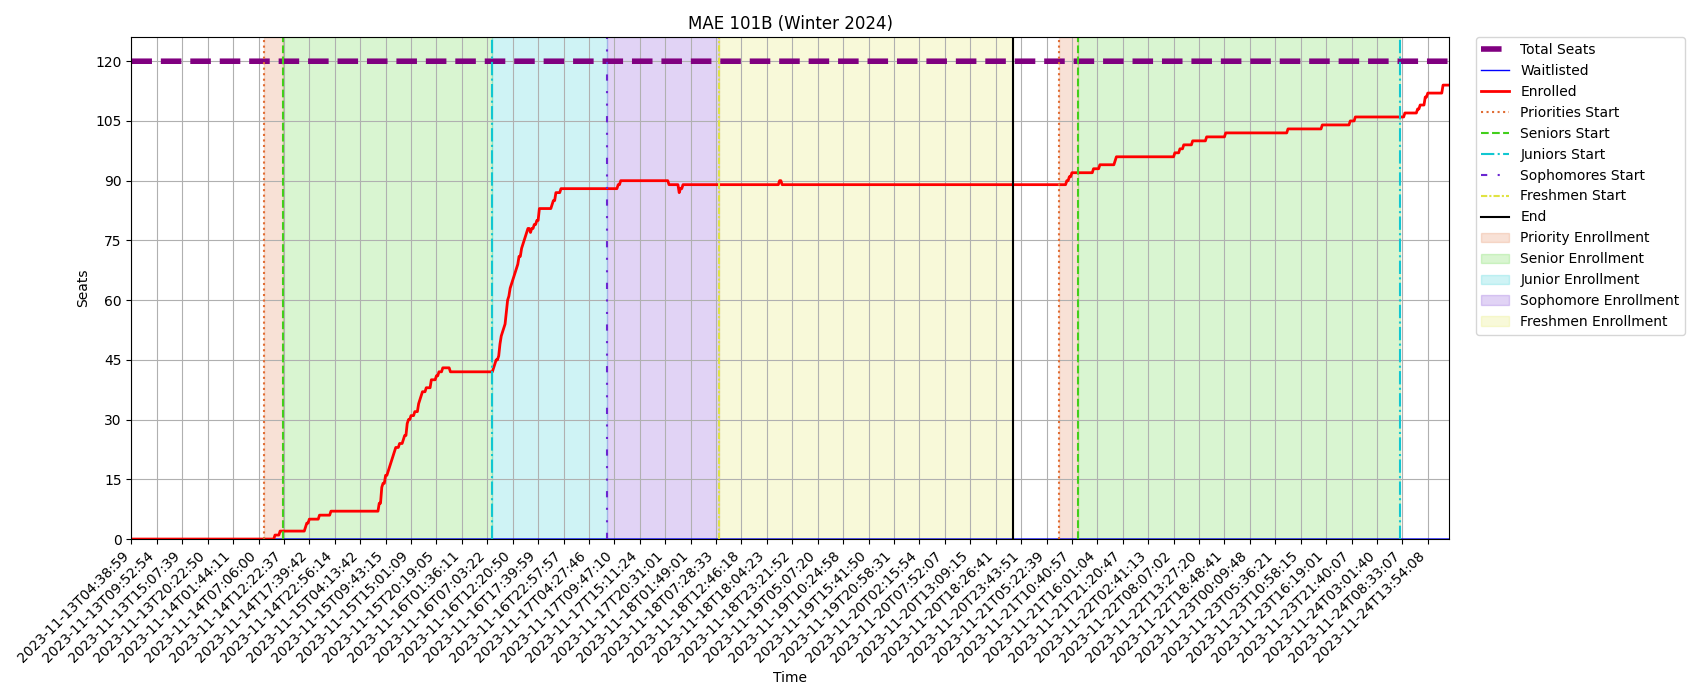 MAE 101B (Winter 2024)
Total Seats
Waitlisted
Enrolled
Priorities Start
Seniors Start
Juniors Start
Sophomores Start
Freshmen Start
End
Priority Enrollment
Senior Enrollment
Junior Enrollment
Sophomore Enrollment
Freshmen Enrollment
Seats
120
105
90
75
60
45
30
15
0
2023-11-13T04:38:59
2023-11-13T09:52:54
2023-11-13T15:07:39
2023-11-13T20:22:50
2023-11-14T01:44:11
2023-11-14T07:06:00
2023-11-14T12:22:37
2023-11-14T17:39:42
2023-11-14T22:56:14
2023-11-15T04:13:42
2023-11-15T09:43:15
2023-11-15T15:01:09
2023-11-15T20:19:05
2023-11-16T01:36:11
2023-11-16T07:03:22
2023-11-16T12:20:50
2023-11-16T17:39:59
2023-11-16T22:57:57
2023-11-17T04:27:46
2023-11-17T09:47:10
2023-11-17T15:11:24
2023-11-17T20:31:01
2023-11-18T01:49:01
2023-11-18T07:28:33
2023-11-18T12:46:18
2023-11-18T18:04:23
2023-11-18T23:21:52
2023-11-19T05:07:20
2023-11-19T10:24:58
2023-11-19T15:41:50
2023-11-19T20:58:31
2023-11-20T02:15:54
2023-11-20T07:52:07
2023-11-20T13:09:15
2023-11-20T18:26:41
2023-11-20T23:43:51
2023-11-21T05:22:39
2023-11-21T10:40:57
2023-11-21T16:01:04
2023-11-21T21:20:47
2023-11-22T02:41:13
2023-11-22T08:07:02
2023-11-22T13:27:20
2023-11-22T18:48:41
2023-11-23T00:09:48
2023-11-23T05:36:21
2023-11-23T10:58:15
2023-11-23T16:19:01
2023-11-23T21:40:07
2023-11-24T03:01:40
2023-11-24T08:33:07
2023-11-24T13:54:08
Time